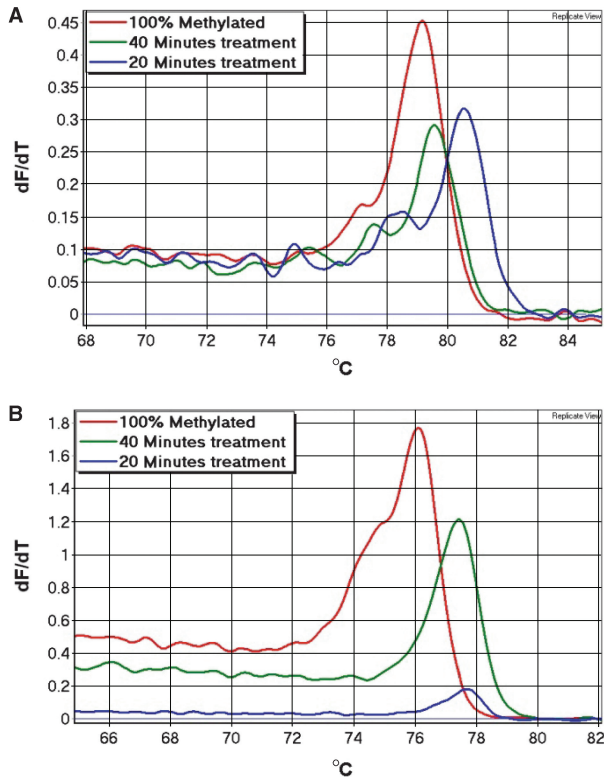 A
Replicate View
100% Methylated
40 Minutes treatment
20 Minutes treatment
0.45
0.4
0.35
0.3
0.25
0.2
0.15
0.1
0.05
0
dF/dT
68 70 72 74 76 78 80 82 84
°C
B
Replicate View
100% Methylated
40 Minutes treatment
20 Minutes treatment
1.8
1.6
1.4
1.2
1
0.8
0.6
0.4
0.2
0
dF/dT
66 68 70 72 74 76 78 80 82
°C